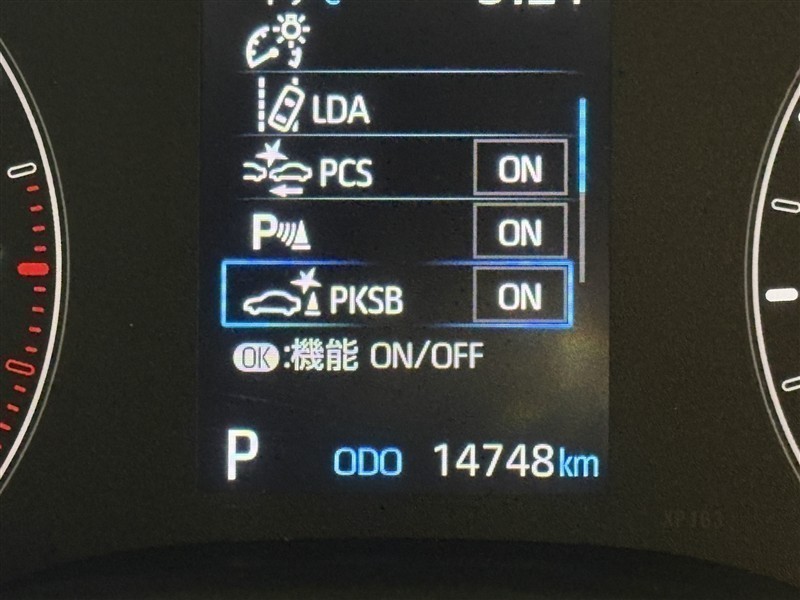 LDA
PCS ON
P ON
PKSB ON
OK:機能 ON/OFF
P ODO 14748km